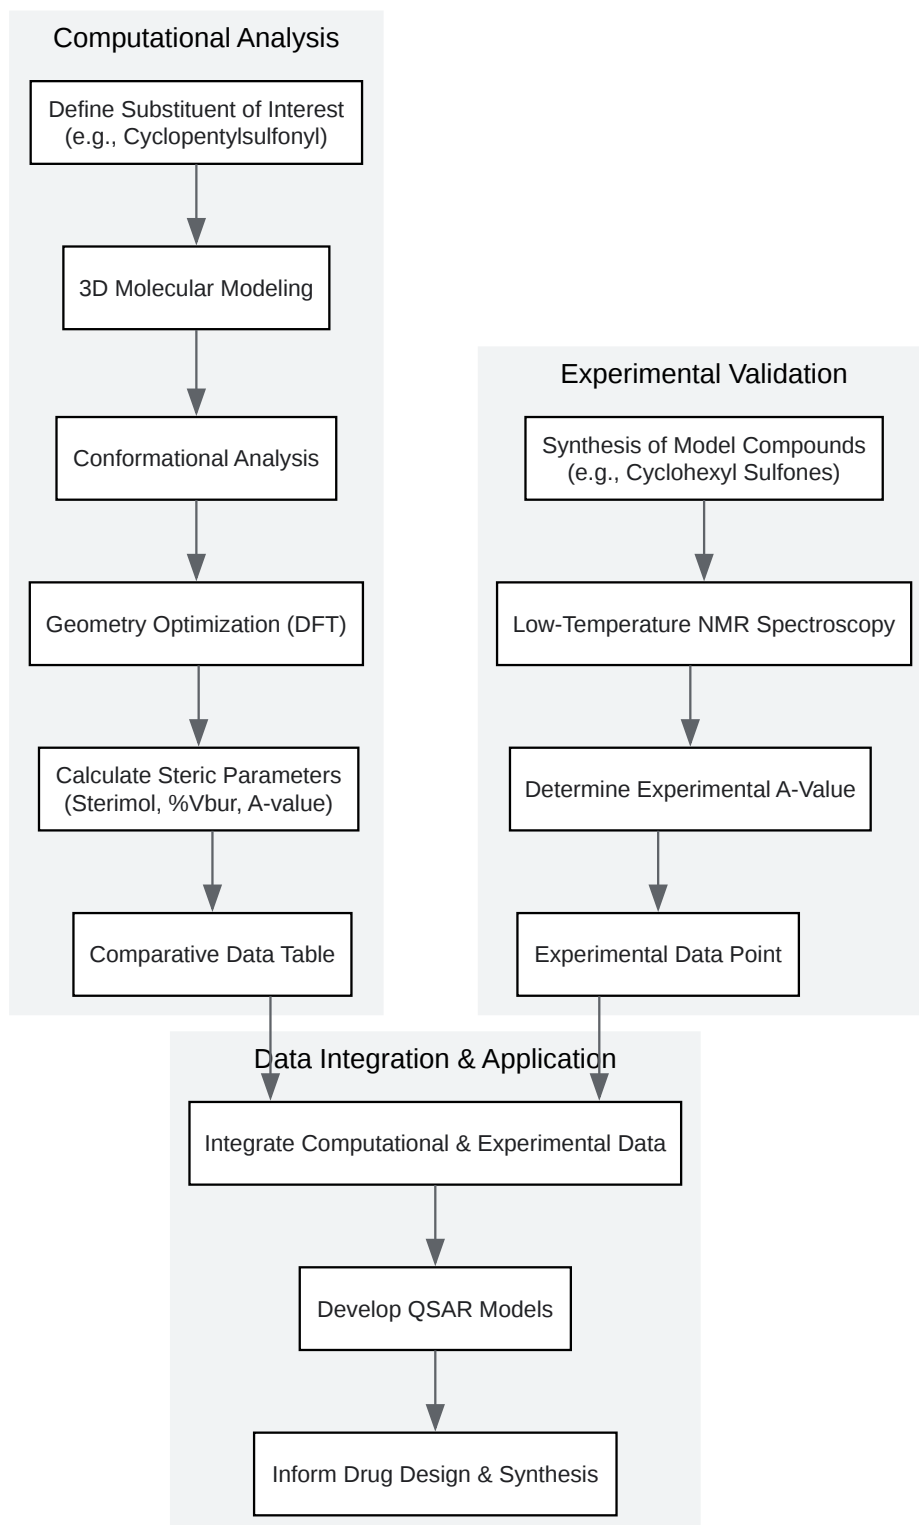 Computational Analysis
Define Substituent of Interest
(e.g., Cyclopentylsulfonyl)
3D Molecular Modeling
Conformational Analysis
Geometry Optimization (DFT)
Calculate Steric Parameters
(Sterimol, %Vbur, A-value)
Comparative Data Table
Experimental Validation
Synthesis of Model Compounds
(e.g., Cyclohexyl Sulfones)
Low-Temperature NMR Spectroscopy
Determine Experimental A-Value
Experimental Data Point
Data Integration & Application
Integrate Computational & Experimental Data
Develop QSAR Models
Inform Drug Design & Synthesis